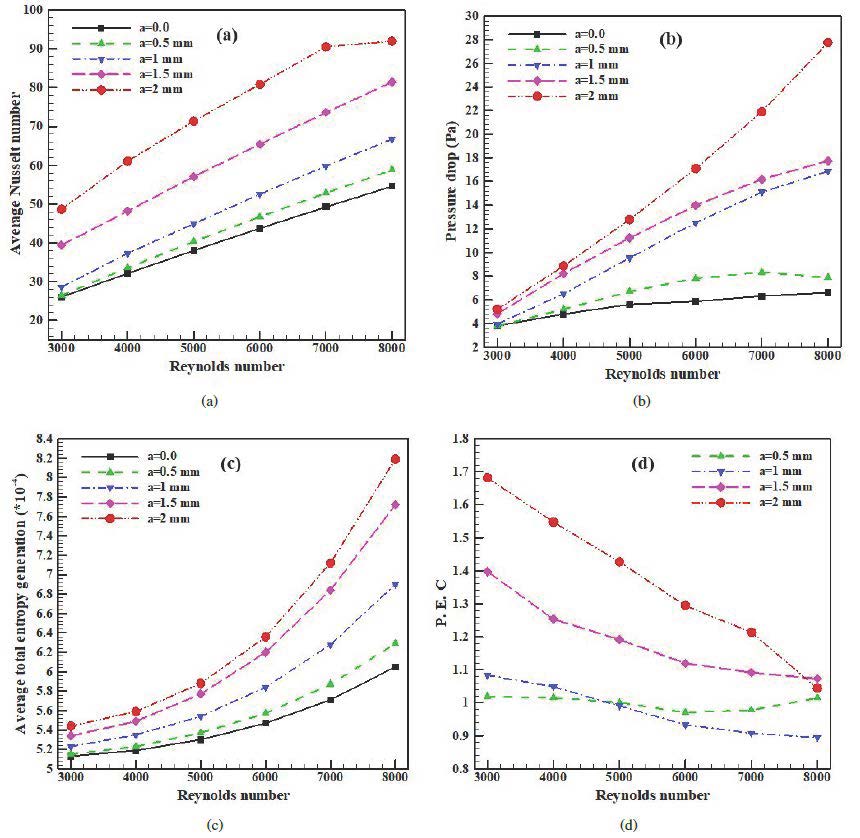 Average Nusselt number
100
90
80
70
60
50
40
30
20
a=0.0
a=0.5 mm
a=1 mm
a=1.5 mm
a=2 mm
(a)
3000 4000 5000 6000 7000 8000
Reynolds number
(a)
Pressure drop (Pa)
30
28
26
24
22
20
18
16
14
12
10
8
6
4
2
a=0.0
a=0.5 mm
a=1 mm
a=1.5 mm
a=2 mm
(b)
3000 4000 5000 6000 7000 8000
Reynolds number
(b)
Average total entropy generation (*10⁻⁴)
8.4
8.2
8
7.8
7.6
7.4
7.2
7
6.8
6.6
6.4
6.2
6
5.8
5.6
5.4
5.2
5
a=0.0
a=0.5 mm
a=1 mm
a=1.5 mm
a=2 mm
(c)
3000 4000 5000 6000 7000 8000
Reynolds number
(c)
P. E. C
1.8
1.7
1.6
1.5
1.4
1.3
1.2
1.1
1
0.9
0.8
(d)
a=0.5 mm
a=1 mm
a=1.5 mm
a=2 mm
3000 4000 5000 6000 7000 8000
Reynolds number
(d)